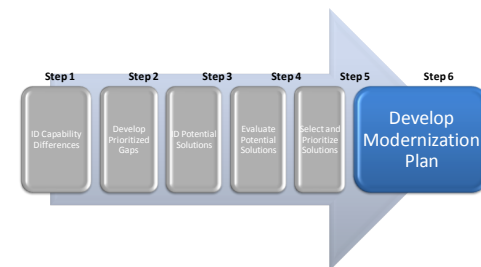 Step 1 Step 2 Step 3 Step 4 Step 5 Step 6
ID Capability
Differences
Develop
Prioritized
Gaps
ID Potential
Solutions
Evaluate
Potential
Solutions
Select and
Prioritize
Solutions
Develop
Modernization
Plan